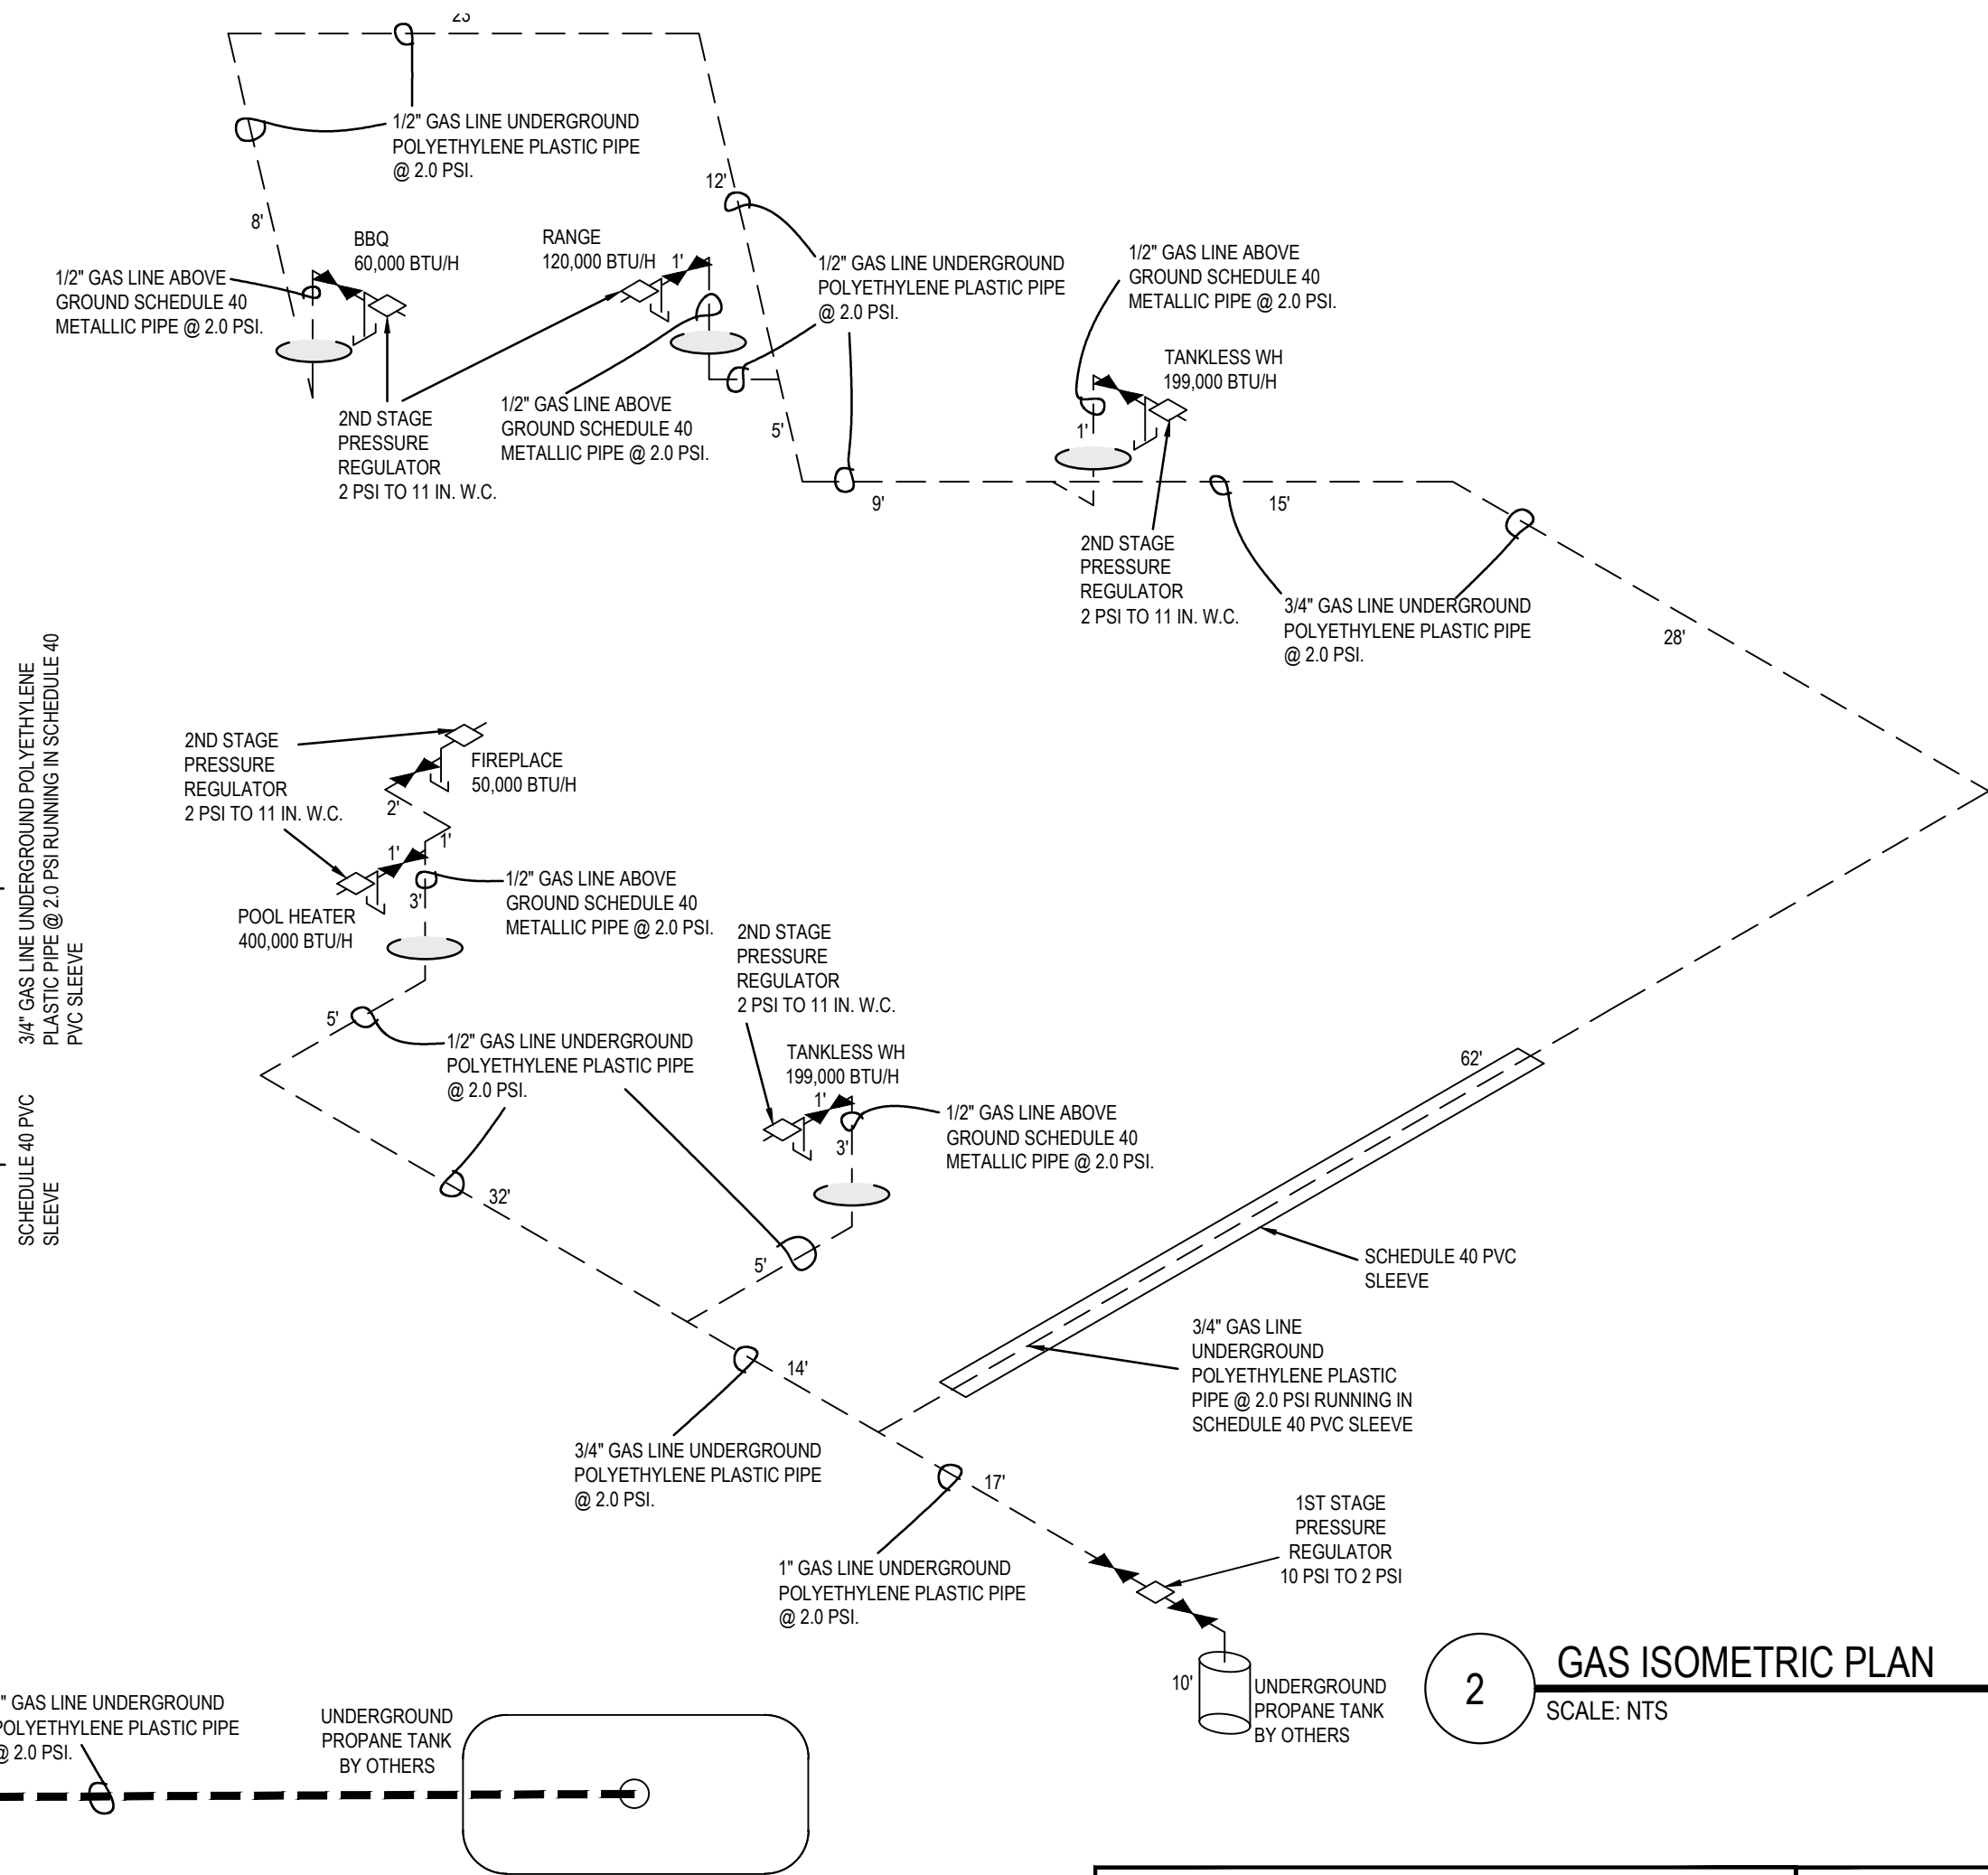 1/2" GAS LINE UNDERGROUND
POLYETHYLENE PLASTIC PIPE
@ 2.0 PSI.
8'
12'
BBQ
60,000 BTU/H
RANGE
120,000 BTU/H
1'
1/2" GAS LINE ABOVE
GROUND SCHEDULE 40
METALLIC PIPE @ 2.0 PSI.
1/2" GAS LINE UNDERGROUND
POLYETHYLENE PLASTIC PIPE
@ 2.0 PSI.
1/2" GAS LINE ABOVE
GROUND SCHEDULE 40
METALLIC PIPE @ 2.0 PSI.
TANKLESS WH
199,000 BTU/H
1'
2ND STAGE
PRESSURE
REGULATOR
2 PSI TO 11 IN. W.C.
1/2" GAS LINE ABOVE
GROUND SCHEDULE 40
METALLIC PIPE @ 2.0 PSI.
5'
9'
15'
2ND STAGE
PRESSURE
REGULATOR
2 PSI TO 11 IN. W.C.
3/4" GAS LINE UNDERGROUND
POLYETHYLENE PLASTIC PIPE
@ 2.0 PSI.
28'
3/4" GAS LINE UNDERGROUND POLYETHYLENE
PLASTIC PIPE @ 2.0 PSI RUNNING IN SCHEDULE 40
PVC SLEEVE
SCHEDULE 40 PVC
SLEEVE
2ND STAGE
PRESSURE
REGULATOR
2 PSI TO 11 IN. W.C.
FIREPLACE
50,000 BTU/H
2'
1'
1'
3'
POOL HEATER
400,000 BTU/H
1/2" GAS LINE ABOVE
GROUND SCHEDULE 40
METALLIC PIPE @ 2.0 PSI.
5'
1/2" GAS LINE UNDERGROUND
POLYETHYLENE PLASTIC PIPE
@ 2.0 PSI.
2ND STAGE
PRESSURE
REGULATOR
2 PSI TO 11 IN. W.C.
TANKLESS WH
199,000 BTU/H
1'
3'
1/2" GAS LINE ABOVE
GROUND SCHEDULE 40
METALLIC PIPE @ 2.0 PSI.
62'
32'
5'
SCHEDULE 40 PVC
SLEEVE
3/4" GAS LINE
UNDERGROUND
POLYETHYLENE PLASTIC
PIPE @ 2.0 PSI RUNNING IN
SCHEDULE 40 PVC SLEEVE
14'
3/4" GAS LINE UNDERGROUND
POLYETHYLENE PLASTIC PIPE
@ 2.0 PSI.
17'
1" GAS LINE UNDERGROUND
POLYETHYLENE PLASTIC PIPE
@ 2.0 PSI.
1ST STAGE
PRESSURE
REGULATOR
10 PSI TO 2 PSI
10'
UNDERGROUND
PROPANE TANK
BY OTHERS
2
GAS ISOMETRIC PLAN
SCALE: NTS
" GAS LINE UNDERGROUND
POLYETHYLENE PLASTIC PIPE
@ 2.0 PSI.
UNDERGROUND
PROPANE TANK
BY OTHERS